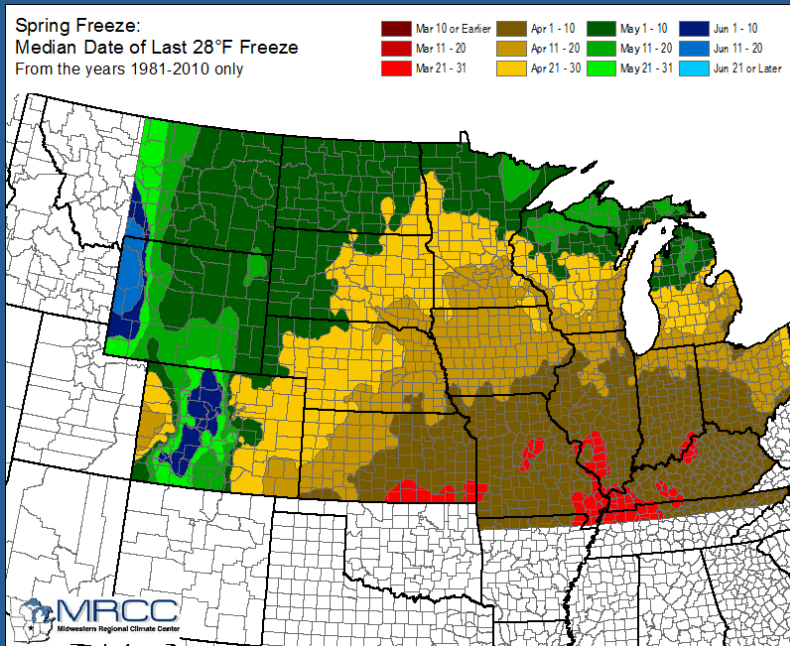 Spring Freeze:
Median Date of Last 28°F Freeze
From the years 1981-2010 only
Mar 10 or Earlier
Mar 11 - 20
Mar 21 - 31
Apr 1 - 10
Apr 11 - 20
Apr 21 - 30
May 1 - 10
May 11 - 20
May 21 - 31
Jun 1 - 10
Jun 11 - 20
Jun 21 or Later
MRCC
Midwestern Regional Climate Center